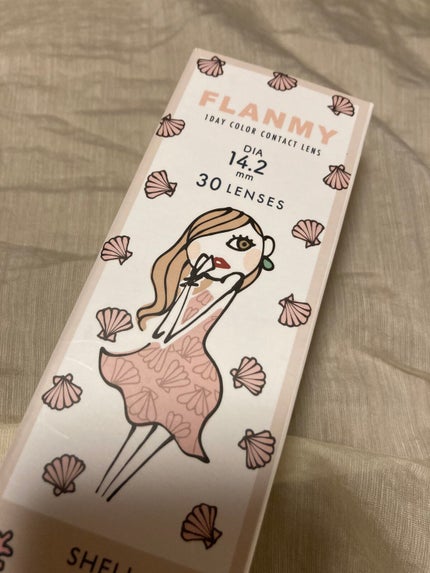 FLANMY
1DAY COLOR CONTACT LENS
DIA
14.2
mm
30 LENSES